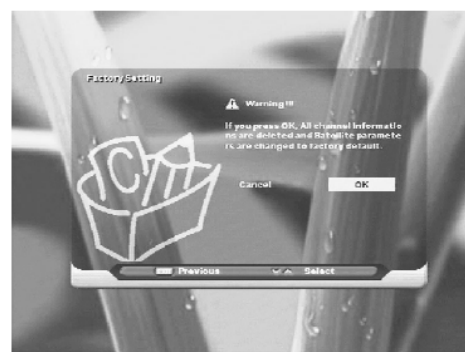 Factory Setting
Warning !!!
If you press OK, All channel Informatio
ns are deleted and Satellite paramete
rs are changed to factory default.
Cancel OK
Previous Select